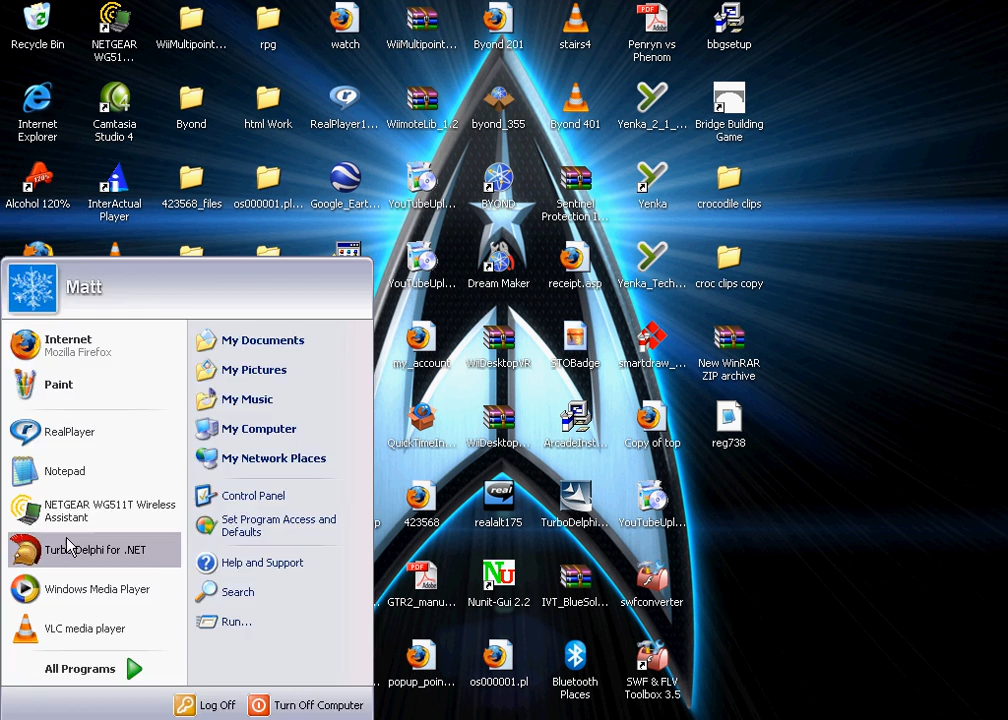 Recycle Bin
NETGEAR
WG51...
WiiMultipoint...
rpg
watch
WiiMultipoint...
Byond 201
stairs4
Penryn vs
Phenom
bbgsetup
Internet
Explorer
Camtasia
Studio 4
Byond
html Work
RealPlayer1...
WiimoteLib_1.2
byond_355
Byond 401
Yenka_2_1_...
Bridge Building
Game
Alcohol 120%
InterActual
Player
423568_files
os000001.pl...
Google_Eart...
YouTubeUpl...
BYOND
Sentinel
Protection 1...
Yenka
crocodile clips
YouTubeUpl...
Dream Maker
receipt.asp
Yenka_Tech...
croc clips copy
Matt
Internet
Mozilla Firefox
Paint
RealPlayer
Notepad
NETGEAR WG511T Wireless
Assistant
TurboDelphi for .NET
Windows Media Player
VLC media player
All Programs
My Documents
My Pictures
My Music
My Computer
My Network Places
Control Panel
Set Program Access and
Defaults
Help and Support
Search
Run...
Log Off
Turn Off Computer
my_account
WiDesktopVR
STOBadge
smartdraw_...
New WinRAR
ZIP archive
QuickTimeIn...
WiiDesktop...
ArcadeInst...
Copy of top
reg738
423568
real
realalt175
TurboDelphi...
YouTubeUpl...
GTR2_manu...
Nunit-Gui 2.2
IVT_BlueSol...
swfconverter
popup_poin...
os000001.pl
Bluetooth
Places
SWF & FLV
Toolbox 3.5